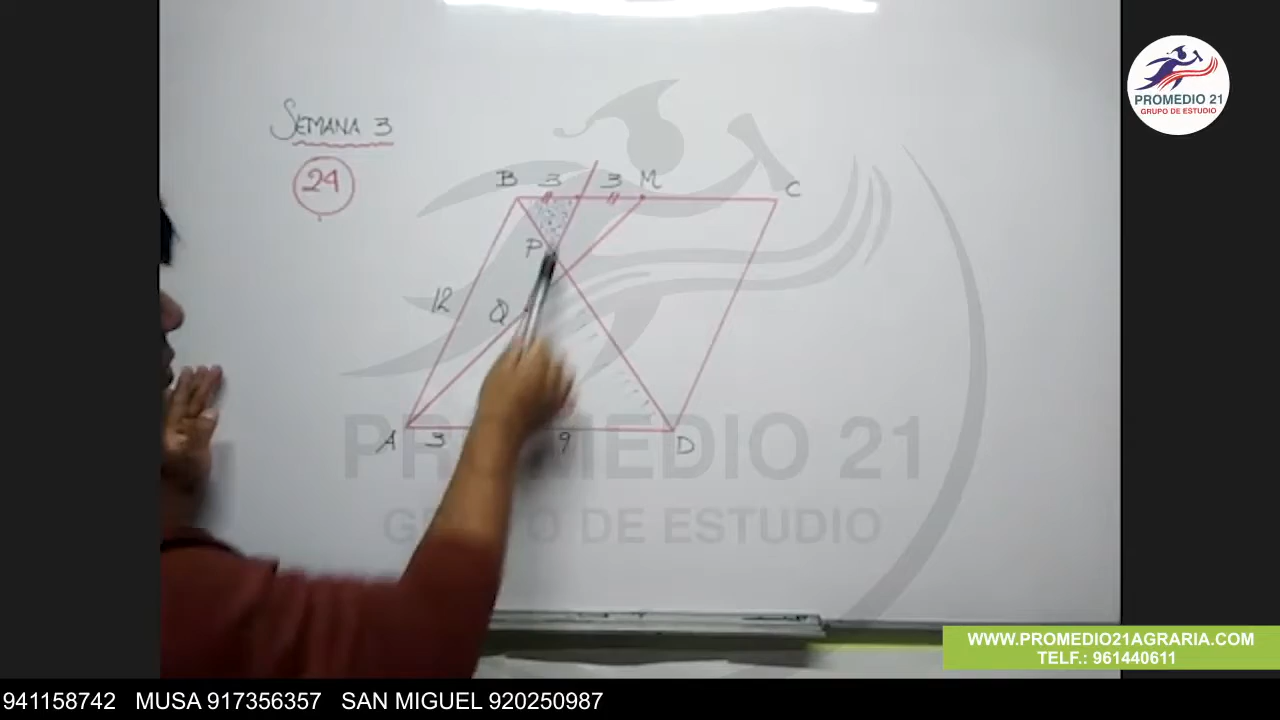 PROMEDIO 21
GRUPO DE ESTUDIO
SEMANA 3
24
B 3 3 M C
P
12 Q
A 3 9 D
PROMEDIO 21
GRUPO DE ESTUDIO
WWW.PROMEDIO21AGRARIA.COM
TELF.: 961440611
941158742 MUSA 917356357 SAN MIGUEL 920250987